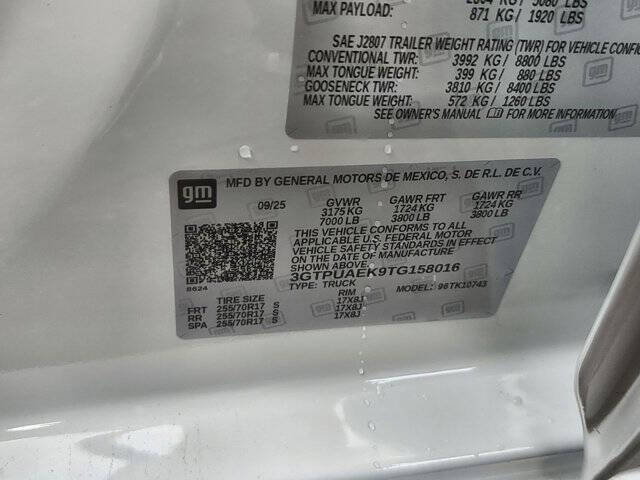 MAX PAYLOAD: 871 KG / 1920 LBS
SAE J2807 TRAILER WEIGHT RATING (TWR) FOR VEHICLE CONFIG
CONVENTIONAL TWR: 3992 KG / 8800 LBS
MAX TONGUE WEIGHT: 399 KG / 880 LBS
GOOSENECK TWR: 3810 KG / 8400 LBS
MAX TONGUE WEIGHT: 572 KG / 1260 LBS
SEE OWNER'S MANUAL FOR MORE INFORMATION
gm
MFD BY GENERAL MOTORS DE MEXICO, S. DE R.L. DE C.V.
09/25 GVWR GAWR FRT GAWR RR
3175 KG 1724 KG 1724 KG
7000 LB 3800 LB 3800 LB
THIS VEHICLE CONFORMS TO ALL
APPLICABLE U.S. FEDERAL MOTOR
VEHICLE SAFETY STANDARDS IN EFFECT
ON THE DATE OF MANUFACTURE SHOWN ABOVE.
3GTPUAEK9TG158016
TYPE: TRUCK MODEL: 96TK10743
8624
TIRE SIZE RIM
FRT 255/70R17 S 17X8J
RR 255/70R17 S 17X8J
SPA 255/70R17 S 17X8J